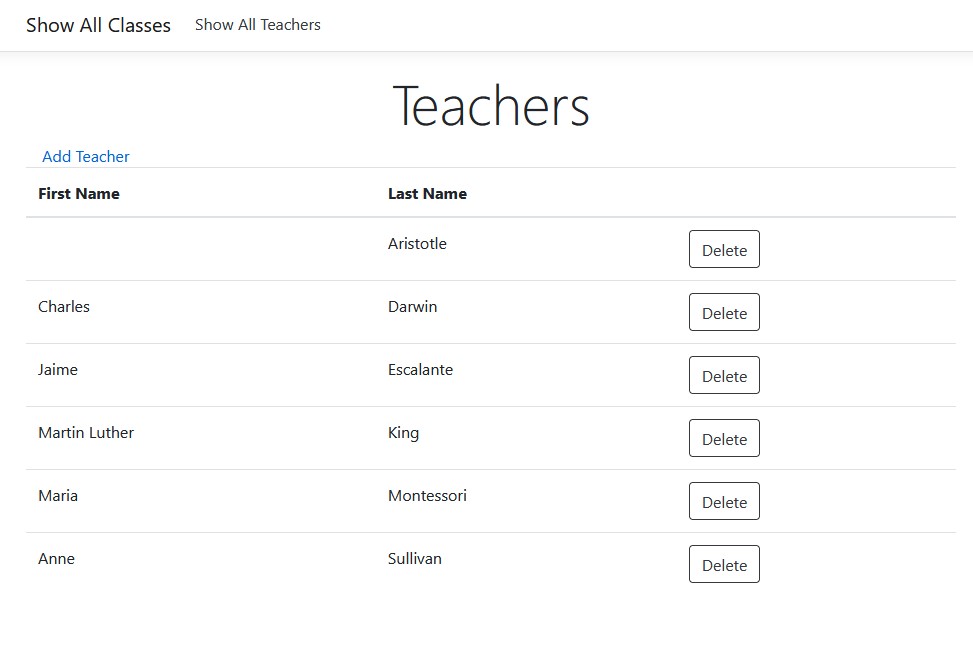 Show All Classes Show All Teachers
Teachers
Add Teacher
First Name Last Name
Aristotle Delete
Charles Darwin Delete
Jaime Escalante Delete
Martin Luther King Delete
Maria Montessori Delete
Anne Sullivan Delete